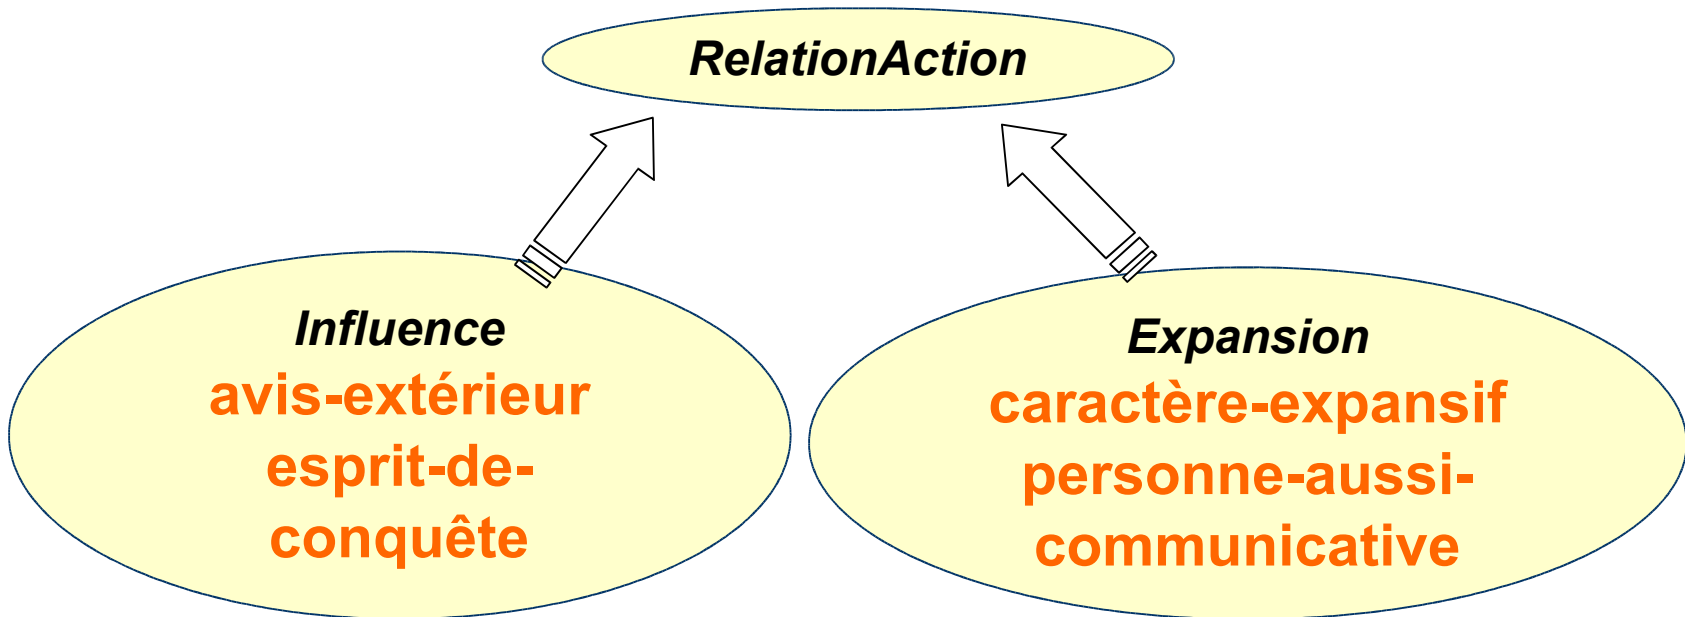 RelationAction
Influence
avis-extérieur
esprit-de-
conquête
Expansion
caractère-expansif
personne-aussi-
communicative